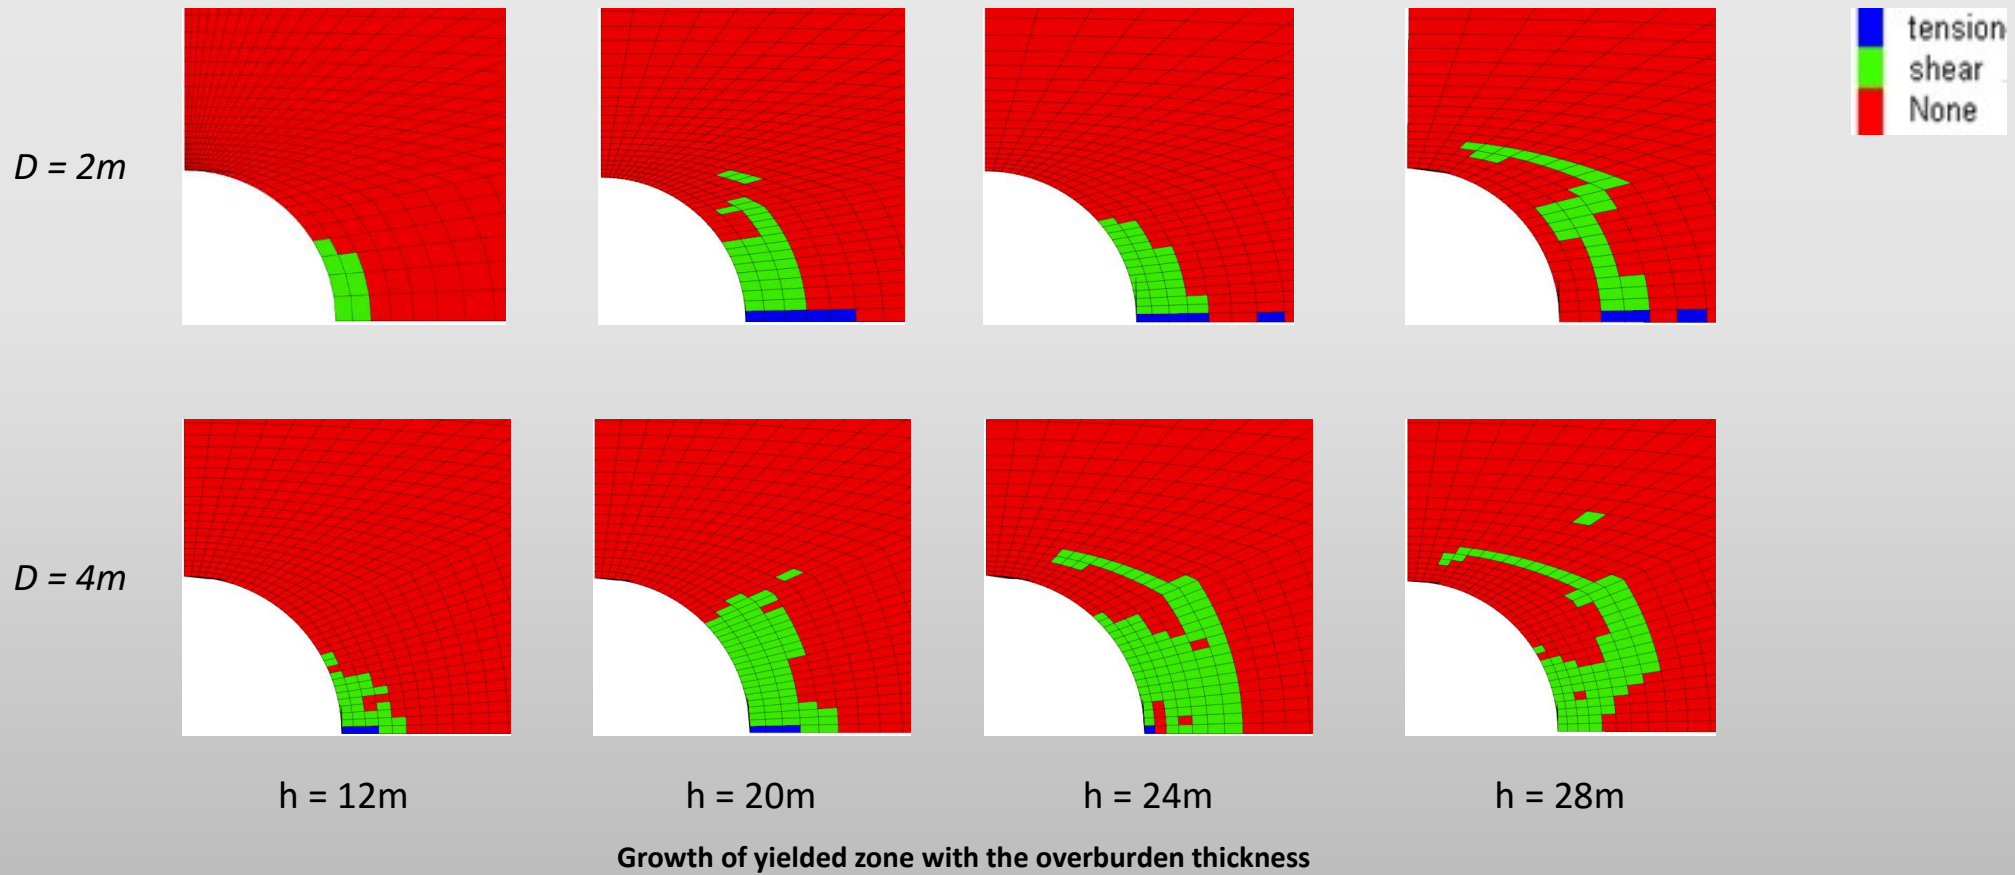 tension
shear
None
D = 2m
D = 4m
h = 12m
h = 20m
h = 24m
h = 28m
Growth of yielded zone with the overburden thickness